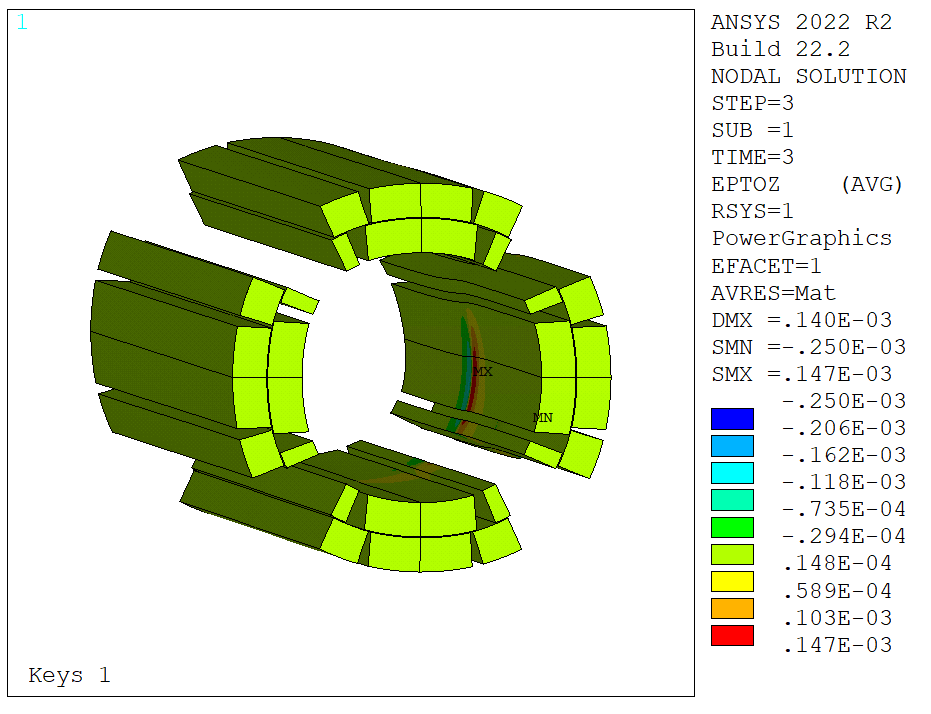 1
ANSYS 2022 R2
Build 22.2
NODAL SOLUTION
STEP=3
SUB =1
TIME=3
EPTOZ    (AVG)
RSYS=1
PowerGraphics
EFACET=1
AVRES=Mat
DMX =.140E-03
SMN =-.250E-03
SMX =.147E-03
-.250E-03
-.206E-03
-.162E-03
-.118E-03
-.735E-04
-.294E-04
.148E-04
.589E-04
.103E-03
.147E-03
MX
MN
Keys 1